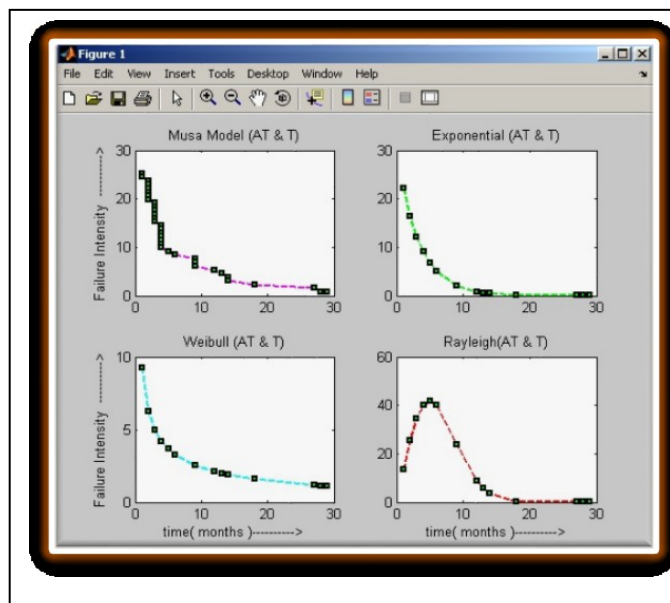 Figure 1
File Edit View Insert Tools Desktop Window Help
Musa Model (AT & T)
30
20
10
0
0 10 20 30
Failure Intensity ---------->
Exponential (AT & T)
30
20
10
0
0 10 20 30
Weibull (AT & T)
10
5
0
0 10 20 30
Failure Intensity ---------->
time( months )---------->
Rayleigh(AT & T)
60
40
20
0
0 10 20 30
time( months )---------->